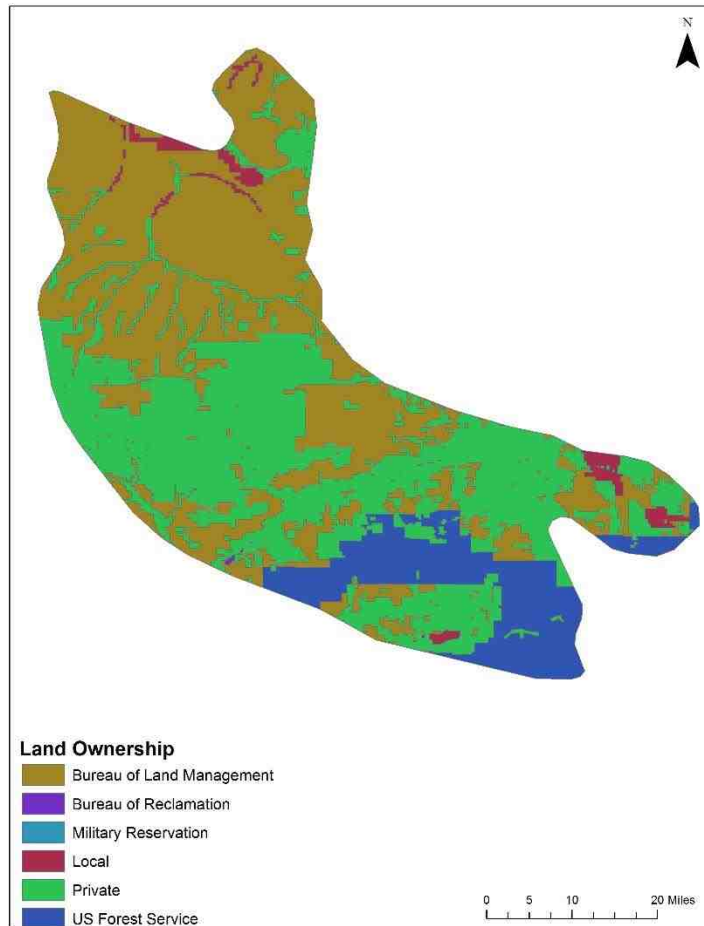 N
Land Ownership
Bureau of Land Management
Bureau of Reclamation
Military Reservation
Local
Private
US Forest Service
0 5 10 20 Miles